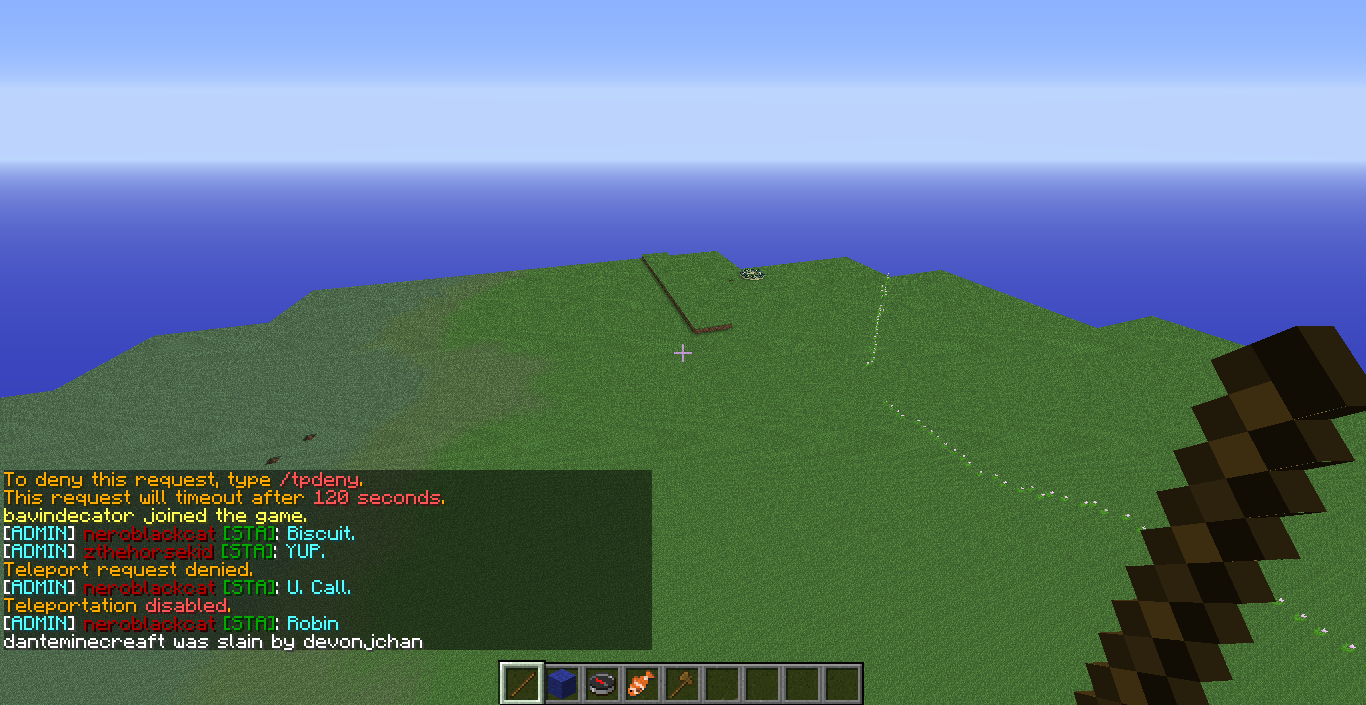 To deny this request, type /tpdeny.
This request will timeout after 120 seconds.
bavindecator joined the game.
[ADMIN] neroblackcat [STA]: Biscuit.
[ADMIN] zthehorsekid [STA]: YUP.
Teleport request denied.
[ADMIN] neroblackcat [STA]: U. Call.
Teleportation disabled.
[ADMIN] neroblackcat [STA]: Robin
danteminecreaft was slain by devonjchan